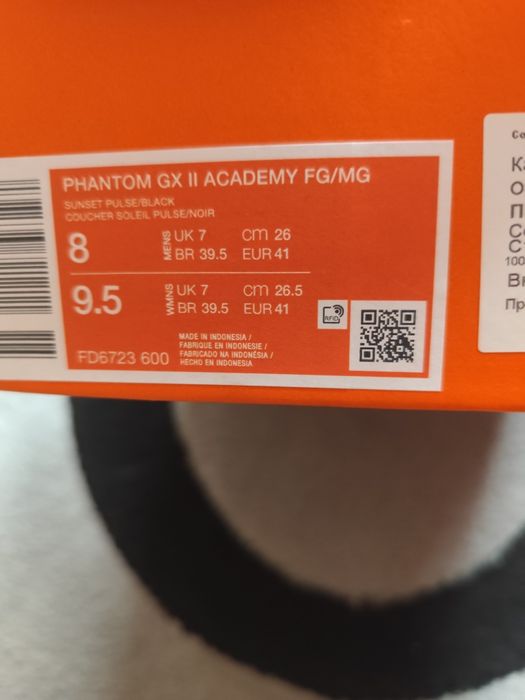 PHANTOM GX II ACADEMY FG/MG
SUNSET PULSE/BLACK
COUCHER SOLEIL PULSE/NOIR
8 MENS UK 7 CM 26
BR 39.5 EUR 41
9.5 WMNS UK 7 CM 26.5
BR 39.5 EUR 41
FD6723 600
MADE IN INDONESIA /
FABRIQUE EN INDONESIE /
FABRICADO NA INDONÉSIA /
HECHO EN INDONESIA
RFID
100